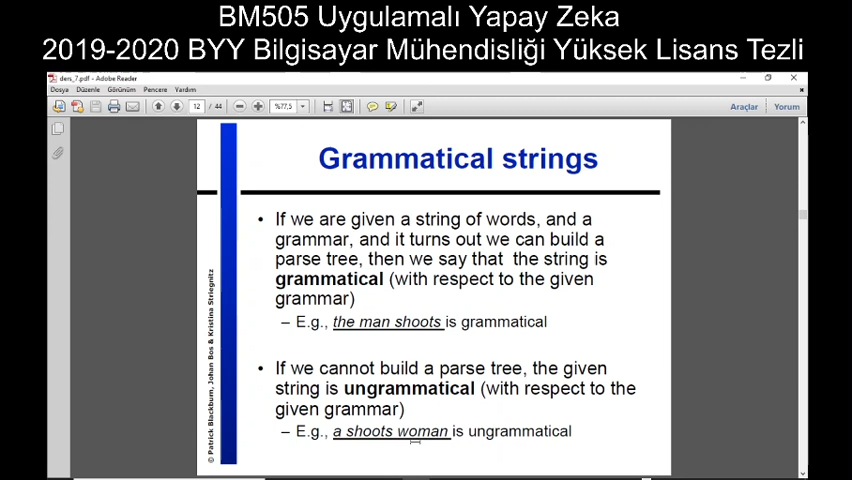 BM505 Uygulamalı Yapay Zeka
2019-2020 BYY Bilgisayar Mühendisliği Yüksek Lisans Tezli
ders_7.pdf - Adobe Reader
Dosya Düzenle Görünüm Pencere Yardım
12 / 44 %77,5 Araçlar Yorum
Grammatical strings
• If we are given a string of words, and a
grammar, and it turns out we can build a
parse tree, then we say that the string is
grammatical (with respect to the given
grammar)
– E.g., the man shoots is grammatical
• If we cannot build a parse tree, the given
string is ungrammatical (with respect to the
given grammar)
– E.g., a shoots woman is ungrammatical
© Patrick Blackburn, Johan Bos & Kristina Striegnitz